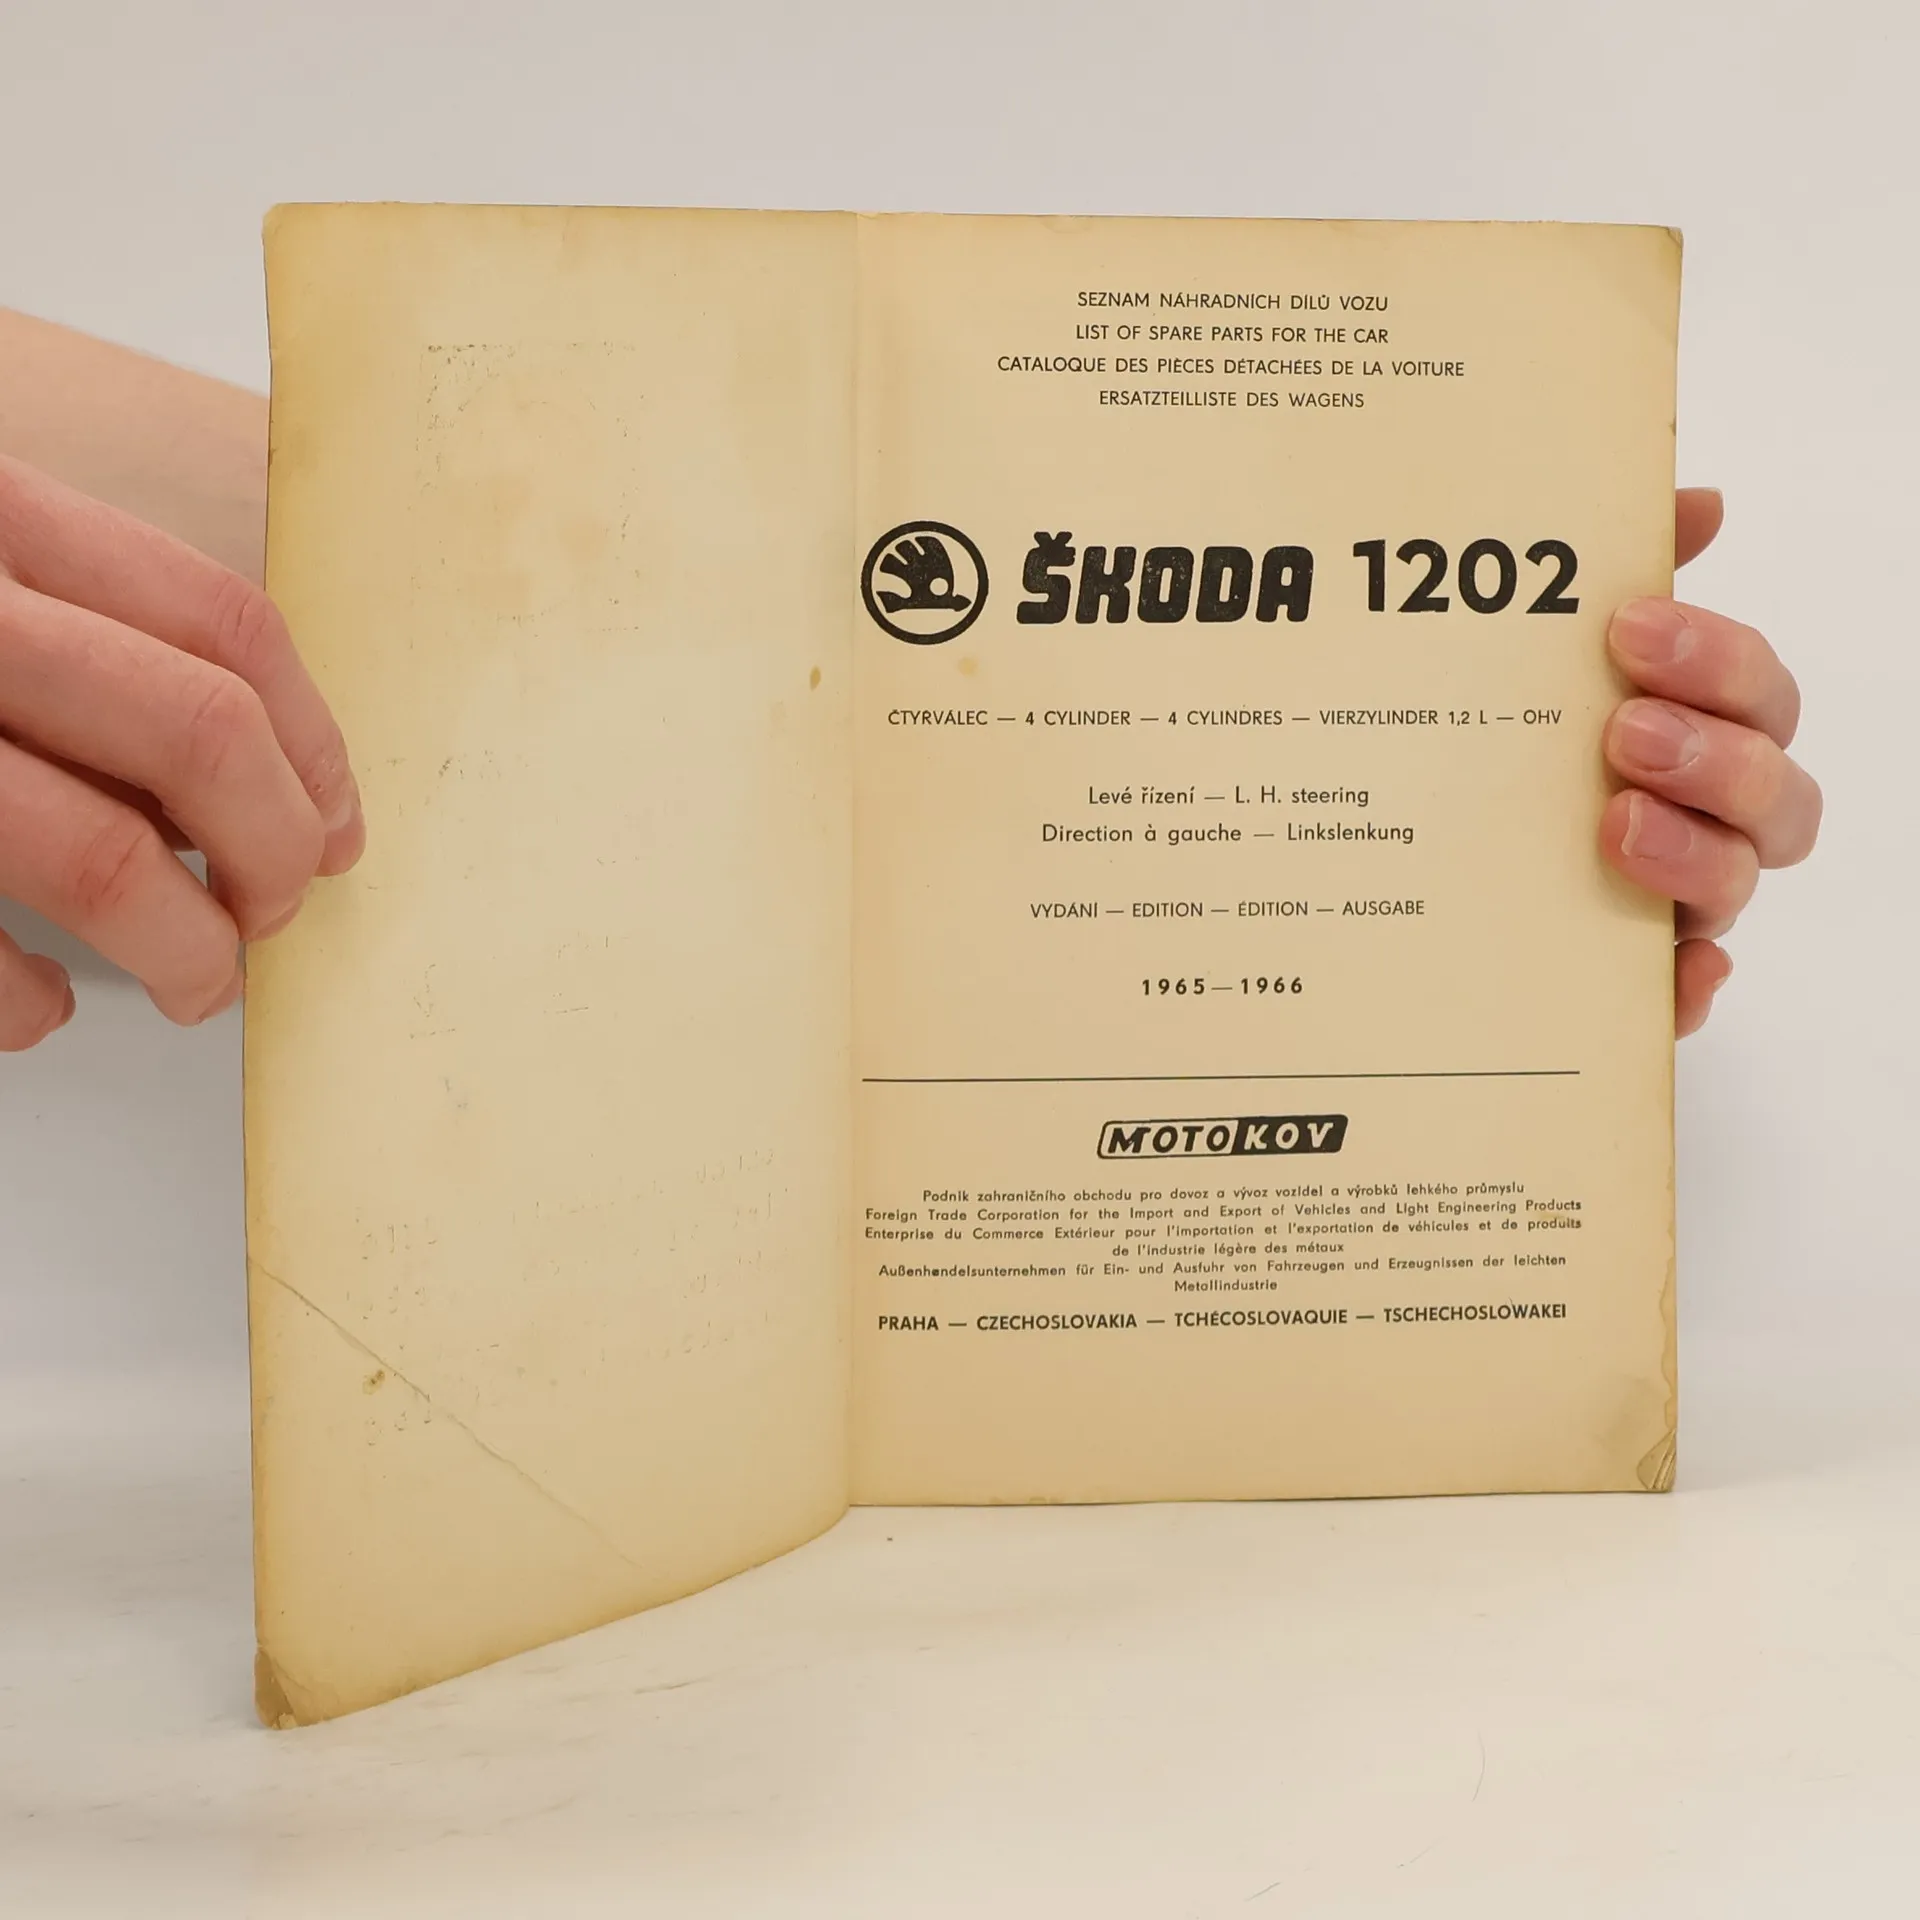 SEZNAM NÁHRADNÍCH DÍLŮ VOZU
LIST OF SPARE PARTS FOR THE CAR
CATALOQUE DES PIÈCES DÉTACHÉES DE LA VOITURE
ERSATZTEILLISTE DES WAGENS
ŠKODA 1202
ČTYŘVÁLEC — 4 CYLINDER — 4 CYLINDRES — VIERZYLINDER 1,2 L — OHV
Levé řízení — L. H. steering
Direction à gauche — Linkslenkung
VYDÁNÍ — EDITION — ÉDITION — AUSGABE
1965—1966
MOTOKOV
Podnik zahraničního obchodu pro dovoz a vývoz vozidel a výrobků lehkého průmyslu
Foreign Trade Corporation for the Import and Export of Vehicles and Light Engineering Products
Enterprise du Commerce Extérieur pour l'importation et l'exportation de véhicules et de produits
de l'industrie légère des métaux
Außenhandelsunternehmen für Ein- und Ausfuhr von Fahrzeugen und Erzeugnissen der leichten
Metallindustrie
PRAHA — CZECHOSLOVAKIA — TCHÉCOSLOVAQUIE — TSCHECHOSLOWAKEI